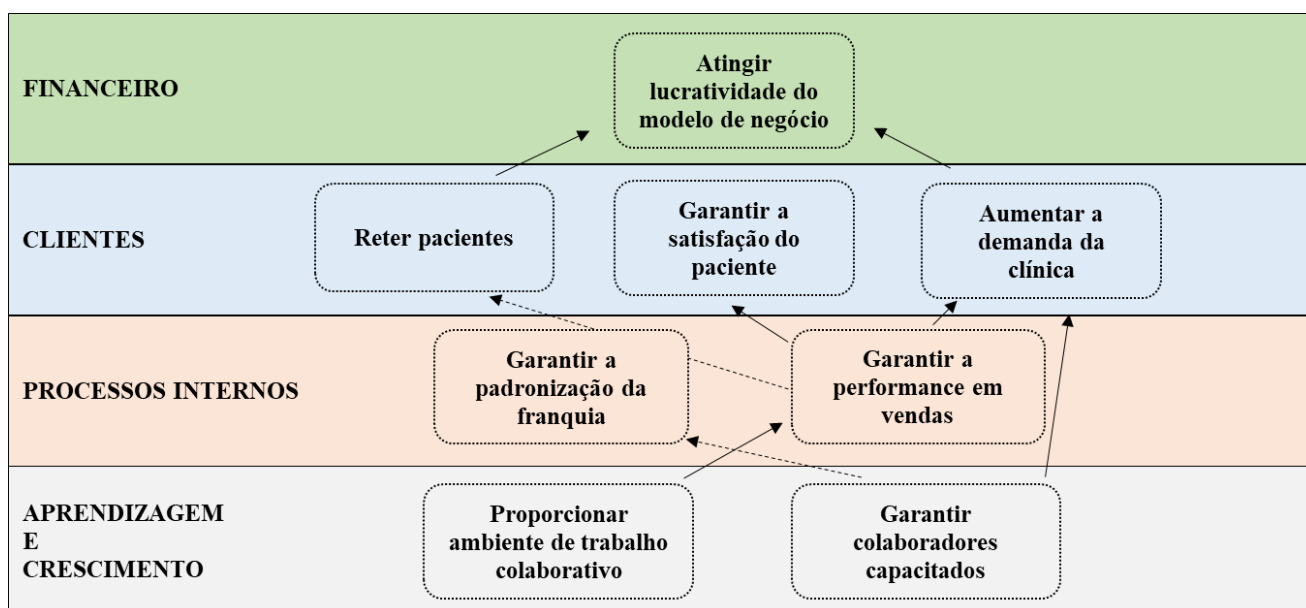 FINANCEIRO
Atingir
lucratividade do
modelo de negócio
CLIENTES
Reter pacientes
Garantir a
satisfação do
paciente
Aumentar a
demanda da
clínica
PROCESSOS INTERNOS
Garantir a
padronização da
franquia
Garantir a
performance em
vendas
APRENDIZAGEM
E
CRESCIMENTO
Proporcionar
ambiente de trabalho
colaborativo
Garantir
colaboradores
capacitados